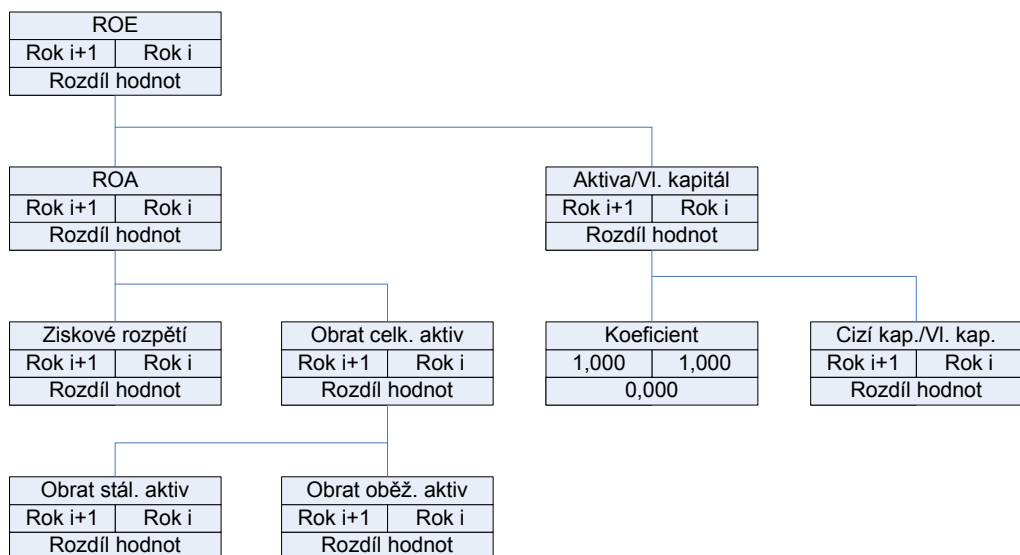 ROE
Rok i+1 Rok i
Rozdíl hodnot
ROA
Rok i+1 Rok i
Rozdíl hodnot
Aktiva/Vl. kapitál
Rok i+1 Rok i
Rozdíl hodnot
Ziskové rozpětí
Rok i+1 Rok i
Rozdíl hodnot
Obrat celk. aktiv
Rok i+1 Rok i
Rozdíl hodnot
Koeficient
1,000 1,000
0,000
Cizí kap./Vl. kap.
Rok i+1 Rok i
Rozdíl hodnot
Obrat stál. aktiv
Rok i+1 Rok i
Rozdíl hodnot
Obrat oběž. aktiv
Rok i+1 Rok i
Rozdíl hodnot